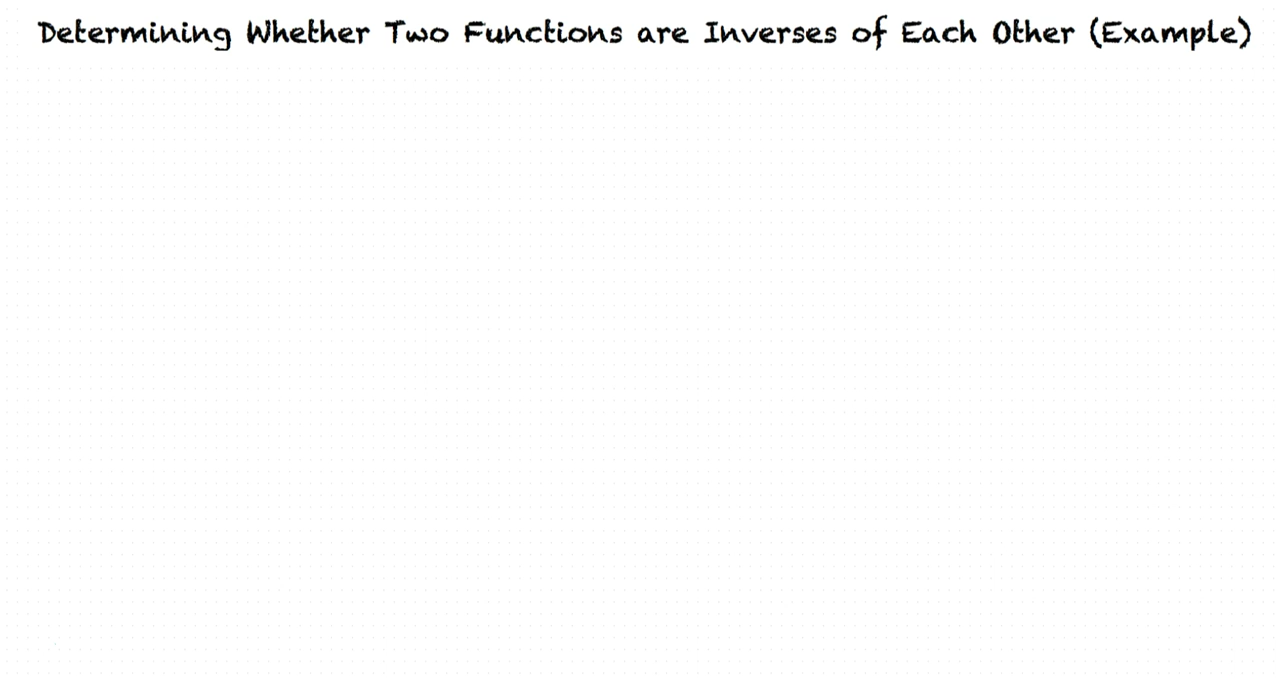 Determining Whether Two Functions are Inverses of Each Other (Example)